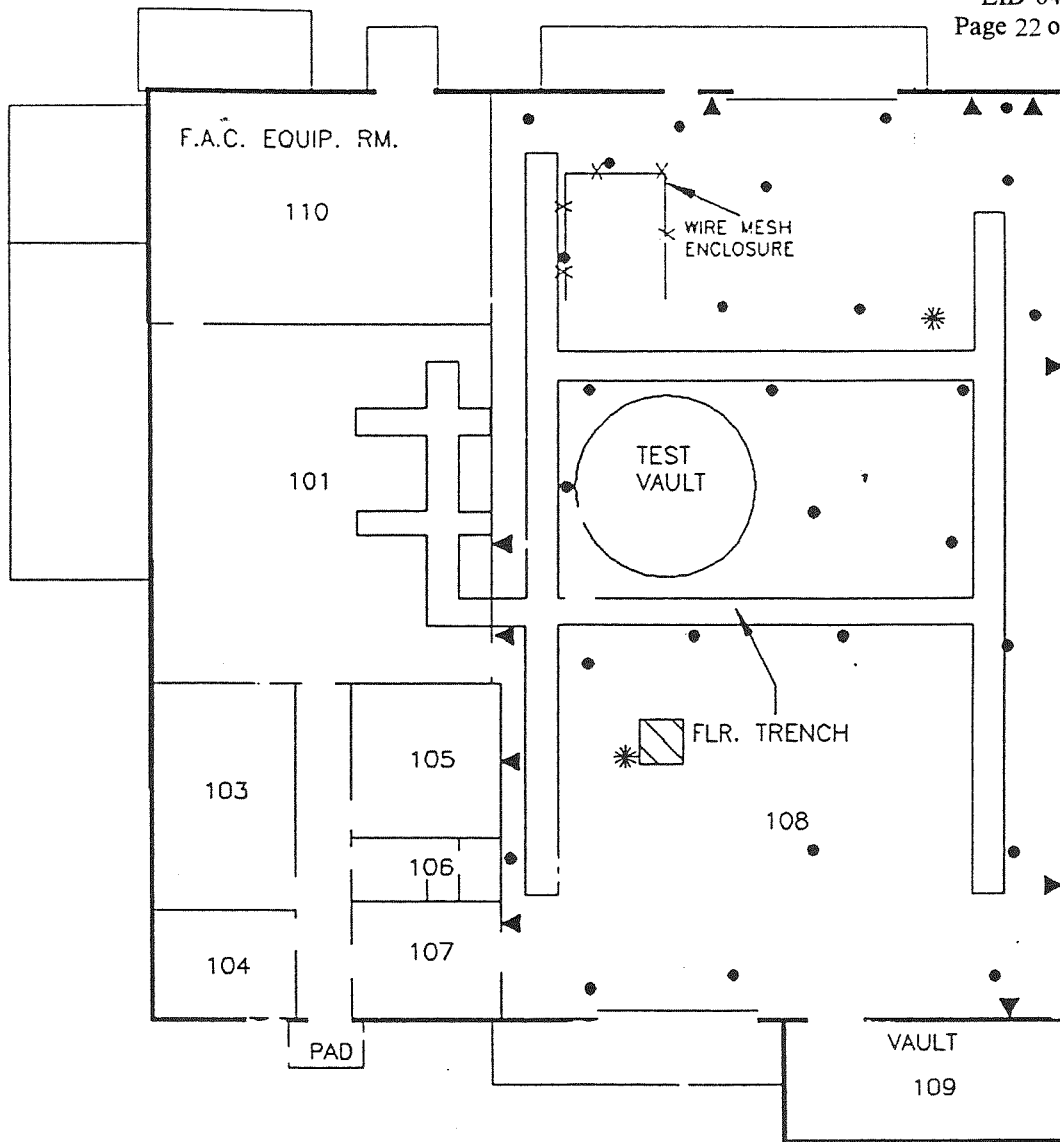 Page 22 o
F.A.C. EQUIP. RM.
110
WIRE MESH
ENCLOSURE
101
TEST
VAULT
FLR. TRENCH
105
103
108
106
107
104
PAD
VAULT
109